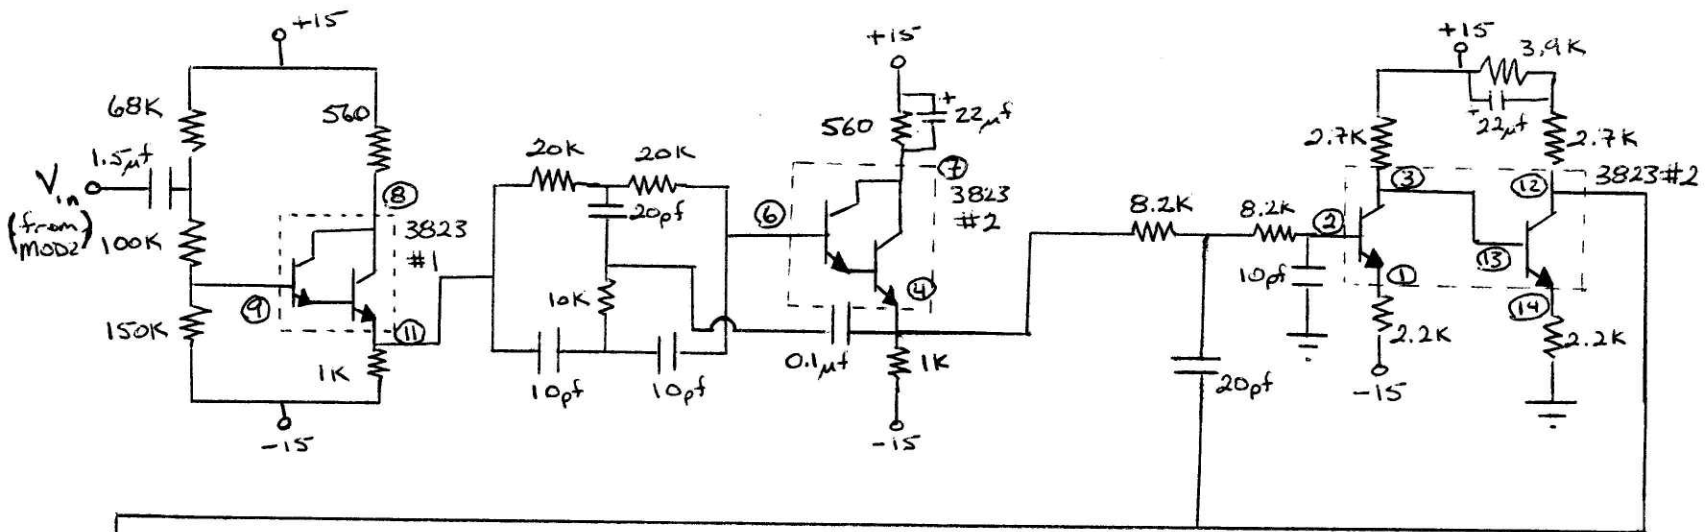 +15
68K
560
1.5μf
Vin
(from MOD2)
100K
8
3823
#1
9
150K
11
1K
-15
20K
20K
20pf
10K
10pf
10pf
+15
560
+
22μf
7
3823
#2
6
4
0.1μf
1K
-15
8.2K
8.2K
20pf
+15
3.9K
+
22μf
2.7K
2.7K
3
12
3823#2
2
13
10pf
1
14
2.2K
2.2K
-15